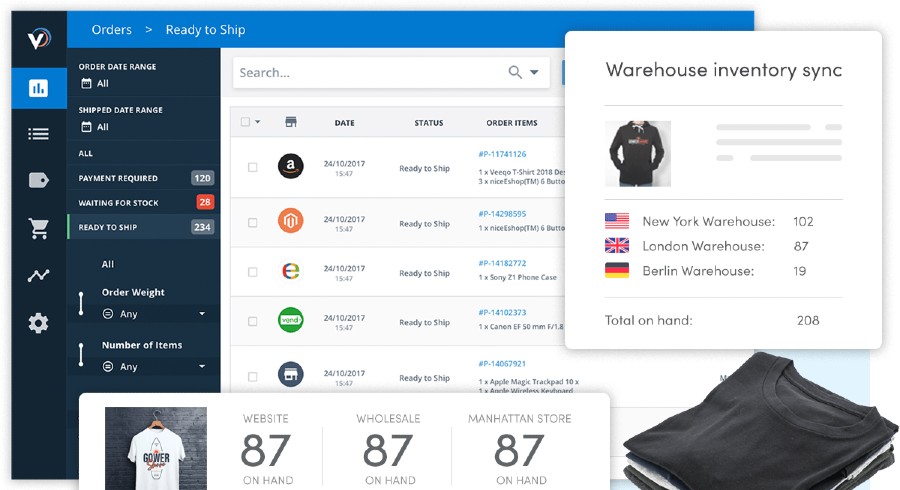 Orders > Ready to Ship
ORDER DATE RANGE
All
SHIPPED DATE RANGE
All
ALL
PAYMENT REQUIRED 120
WAITING FOR STOCK 28
READY TO SHIP 234
All
Order Weight
Any
Number of Items
Any
Search...
DATE STATUS ORDER ITEMS
24/10/2017
15:47
Ready to Ship
#P-11741126
1 x Veeqo T-Shirt 2018 Des
3 x niceEshop(TM) 6 Butto
24/10/2017
15:47
Ready to Ship
#P-14298595
1 x niceEshop(TM) 6 Butto
24/10/2017
15:47
Ready to Ship
#P-14182772
1 x Sony Z1 Phone Case
vend
24/10/2017
15:47
Ready to Ship
#P-14102373
1 x Canon EF 50 mm F/1.8
24/10/2017
15:47
Ready to Ship
#P-14067921
1 x Apple Magic Trackpad 10 x
1 x Apple Wireless Keyboard
Warehouse inventory sync
New York Warehouse: 102
London Warehouse: 87
Berlin Warehouse: 19
Total on hand: 208
GOWER
WEBSITE
87
ON HAND
WHOLESALE
87
ON HAND
MANHATTAN STORE
87
ON HAND